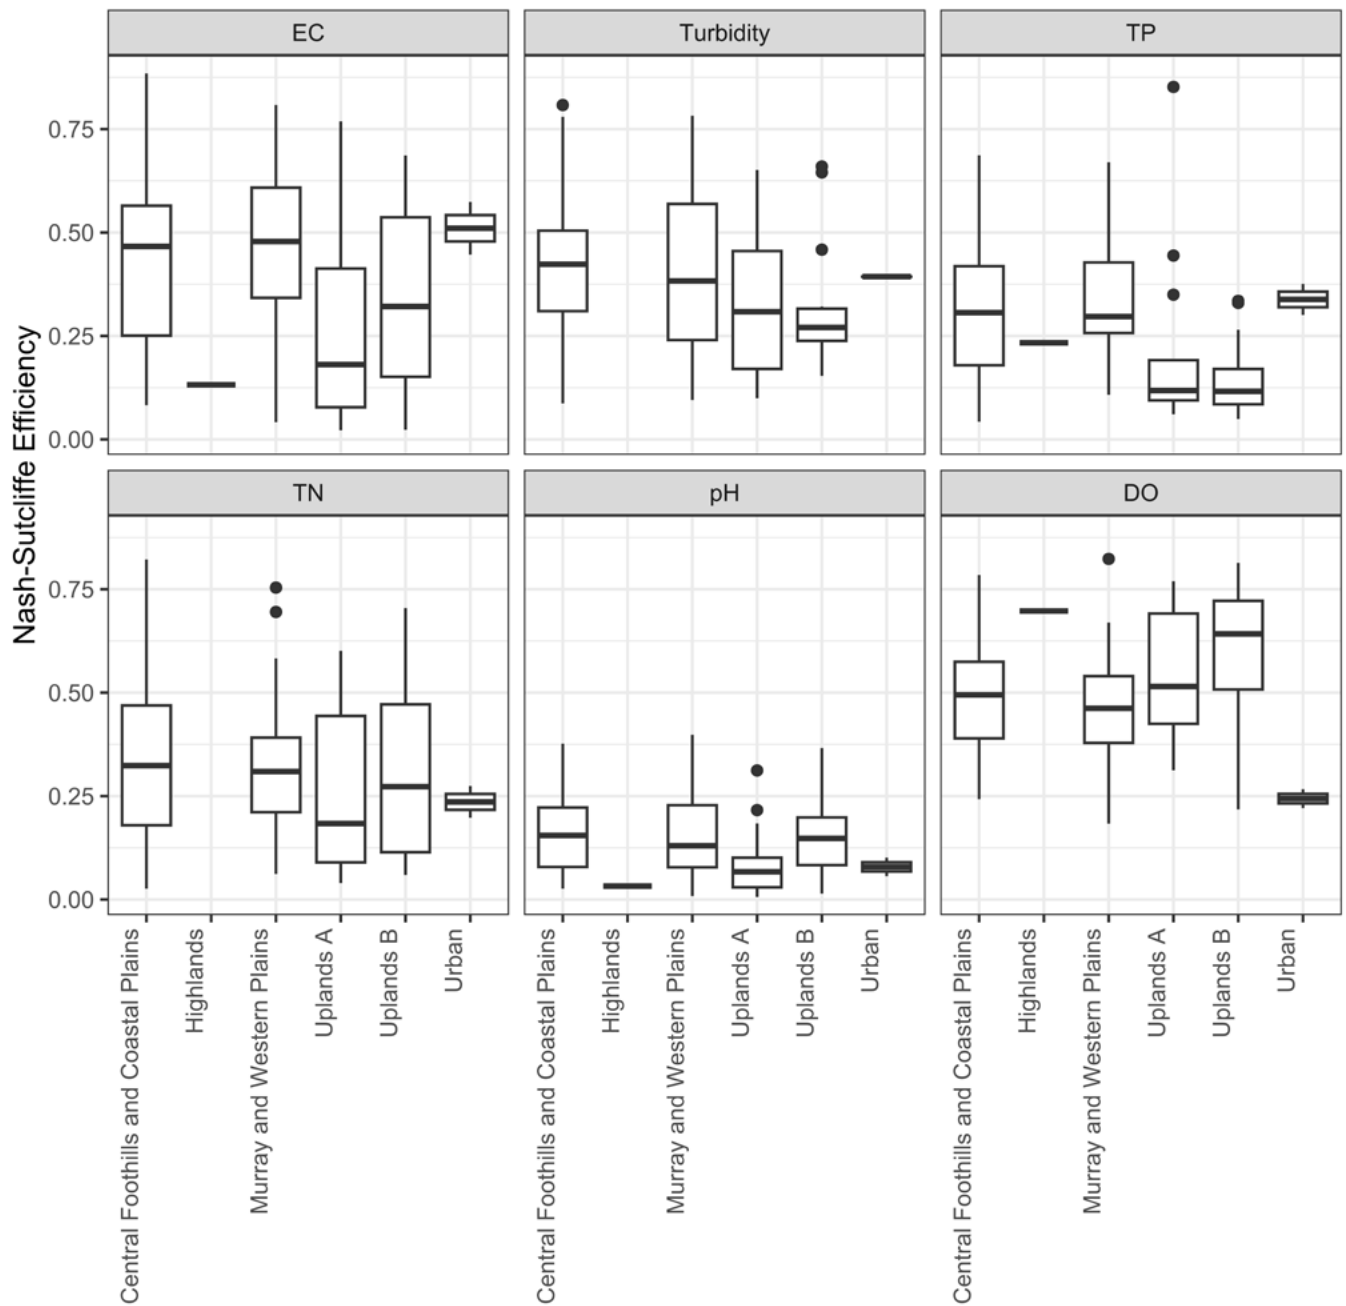 EC
Turbidity
TP
0.75
0.50
0.25
0.00
Nash-Sutcliffe Efficiency
TN
pH
DO
0.75
0.50
0.25
0.00
Central Foothills and Coastal Plains
Highlands
Murray and Western Plains
Uplands A
Uplands B
Urban
Central Foothills and Coastal Plains
Highlands
Murray and Western Plains
Uplands A
Uplands B
Urban
Central Foothills and Coastal Plains
Highlands
Murray and Western Plains
Uplands A
Uplands B
Urban